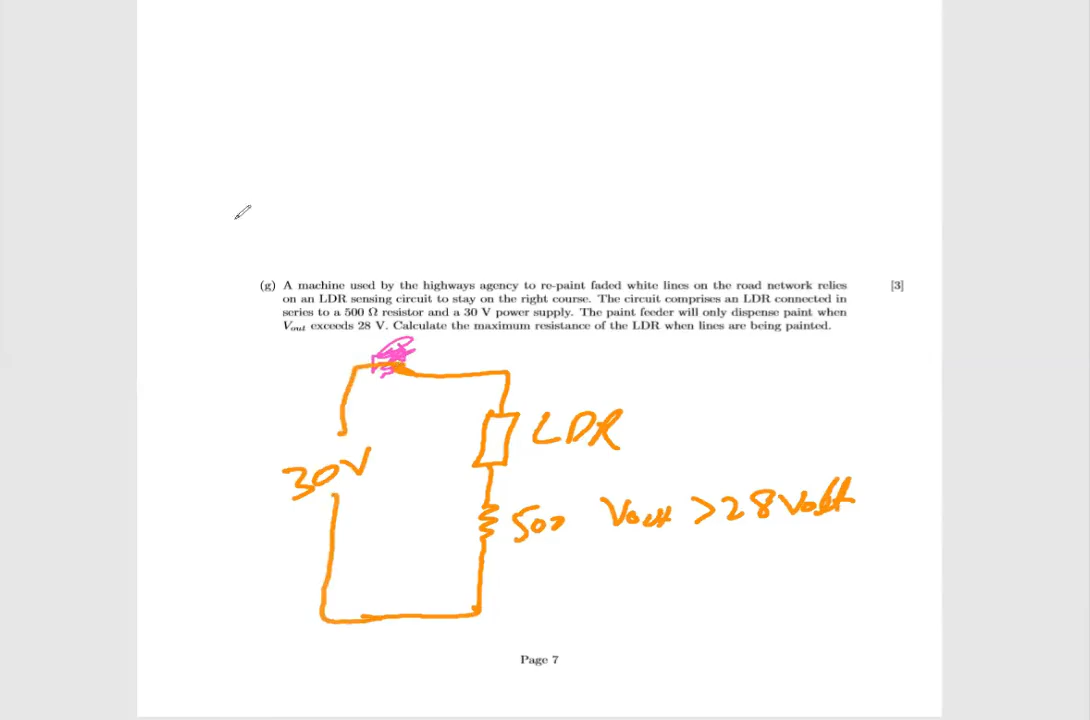 (g) A machine used by the highways agency to re-paint faded white lines on the road network relies [3]
on an LDR sensing circuit to stay on the right course. The circuit comprises an LDR connected in
series to a 500 Ω resistor and a 30 V power supply. The paint feeder will only dispense paint when
Vout exceeds 28 V. Calculate the maximum resistance of the LDR when lines are being painted.
LDR
30V
500 Vout >28 Volt
Page 7